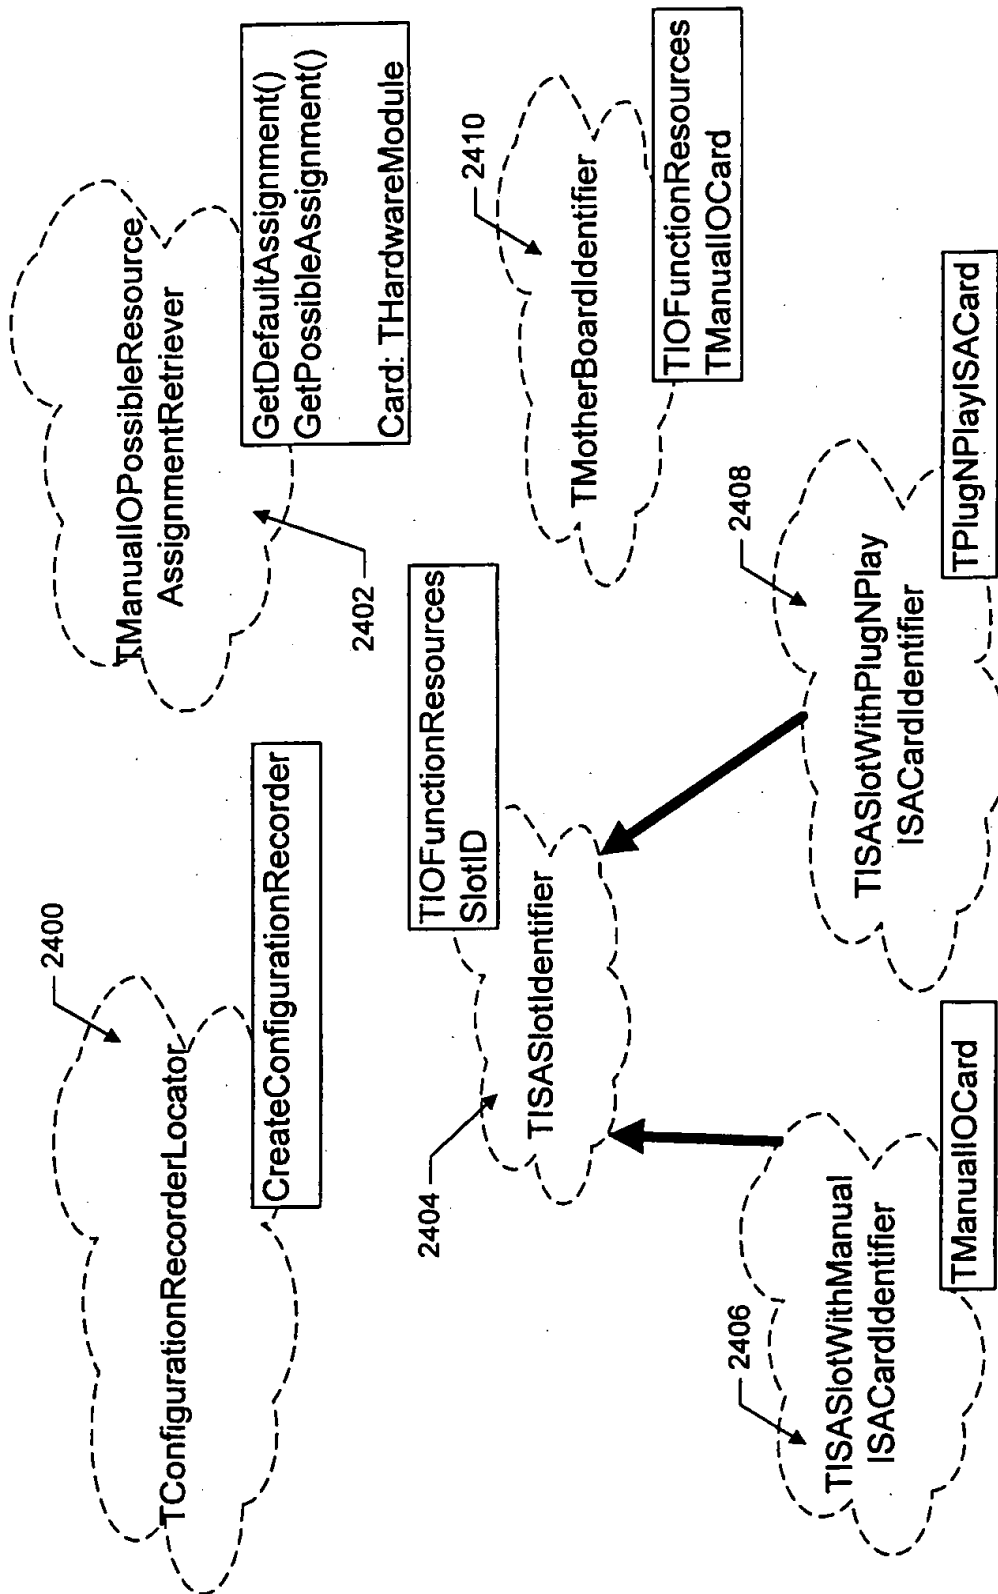 2400
TConfigurationRecorderLocator
CreateConfigurationRecorder
TManualIOPossibleResource
AssignmentRetriever
GetDefaultAssignment()
GetPossibleAssignment()
Card: THardwareModule
2402
2404
TISASlotIdentifier
TIOFunctionResources
SlotID
2410
TMotherBoardIdentifier
TIOFunctionResources
TManualIOCard
2406
TISASlotWithManual
ISACardIdentifier
TManualIOCard
2408
TISASlotWithPlugNPlay
ISACardIdentifier
TPlugNPlayISACard